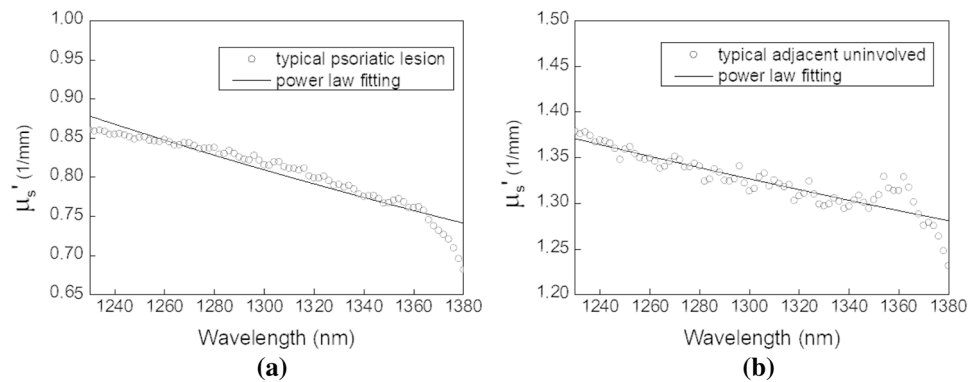 1.00
0.95
0.90
0.85
0.80
0.75
0.70
0.65
μs' (1/mm)
typical psoriatic lesion
power law fitting
1240 1260 1280 1300 1320 1340 1360 1380
Wavelength (nm)
(a)
1.50
1.45
1.40
1.35
1.30
1.25
1.20
μs' (1/mm)
typical adjacent uninvolved
power law fitting
1240 1260 1280 1300 1320 1340 1360 1380
Wavelength (nm)
(b)